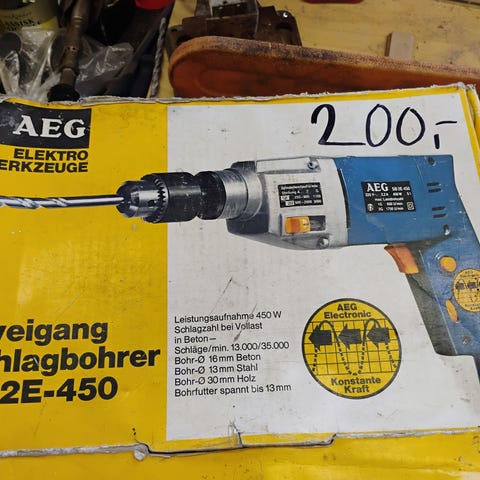 AEG
ELEKTRO
ERKZEUGE
200,-
AEG
AEG
Electronic
Konstante
Kraft
Leistungsaufnahme 450 W
Schlagzahl bei Vollast
in Beton –
Schläge/min. 13.000/35.000
Bohr-Ø 16 mm Beton
Bohr-Ø 13 mm Stahl
Bohr-Ø 30 mm Holz
Bohrfutter spannt bis 13 mm
weigang
hlagbohrer
2E-450